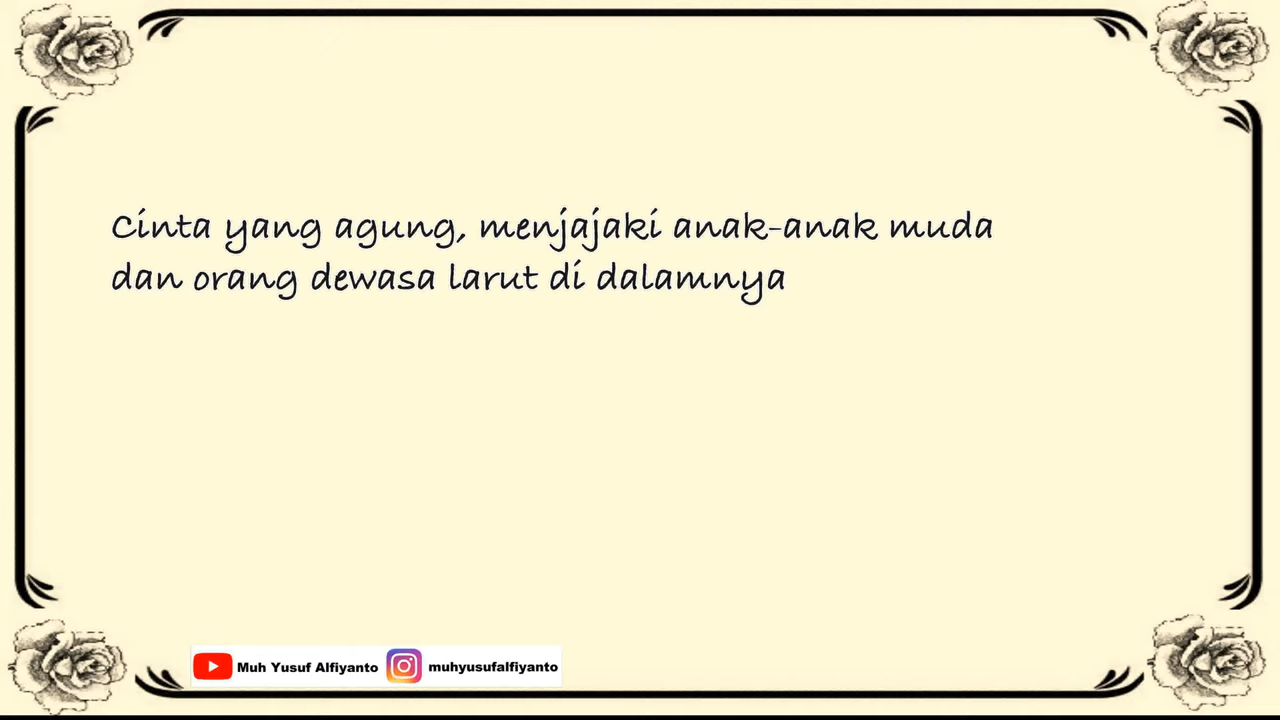 Cinta yang agung, menjajaki anak-anak muda
dan orang dewasa larut di dalamnya
Muh Yusuf Alfiyanto muhyusufalfiyanto